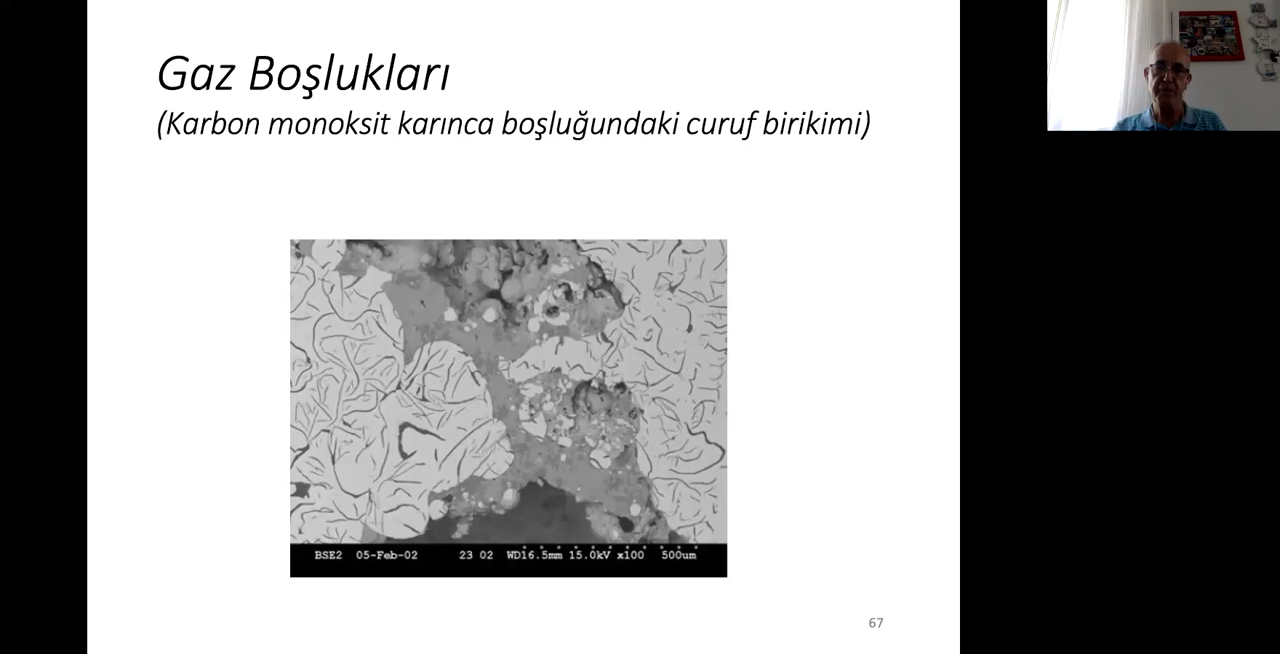 Gaz Boşlukları
(Karbon monoksit karınca boşluğundaki curuf birikimi)
BSE2 05-Feb-02 23 02 WD16.5mm 15.0kV x100 500um
67